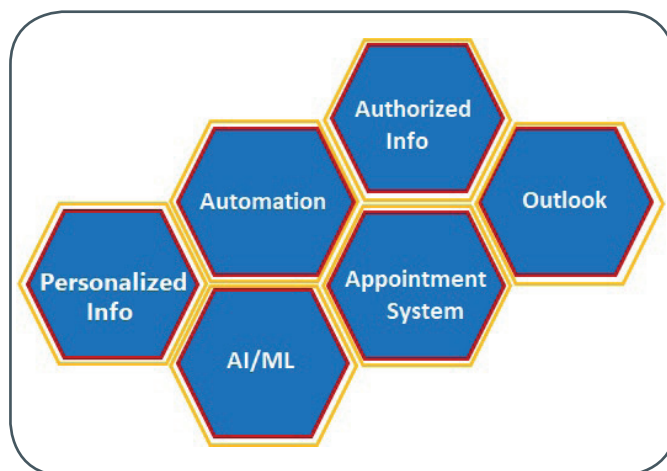 Authorized
Info
Automation
Outlook
Personalized
Info
Appointment
System
AI/ML